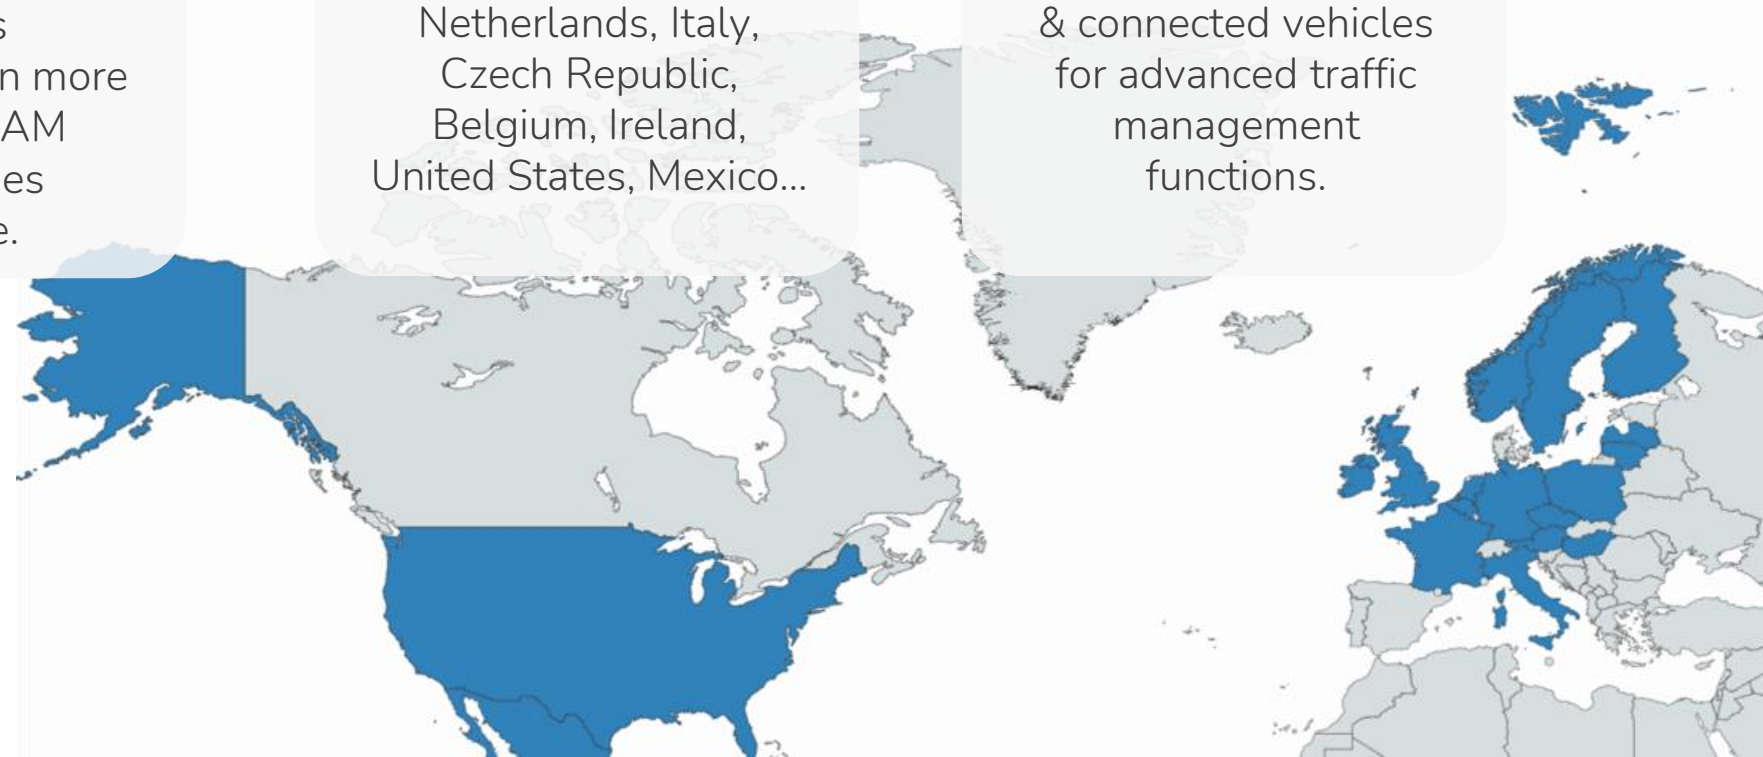 s
n more
AM
es
e.
Netherlands, Italy,
Czech Republic,
Belgium, Ireland,
United States, Mexico...
& connected vehicles
for advanced traffic
management
functions.